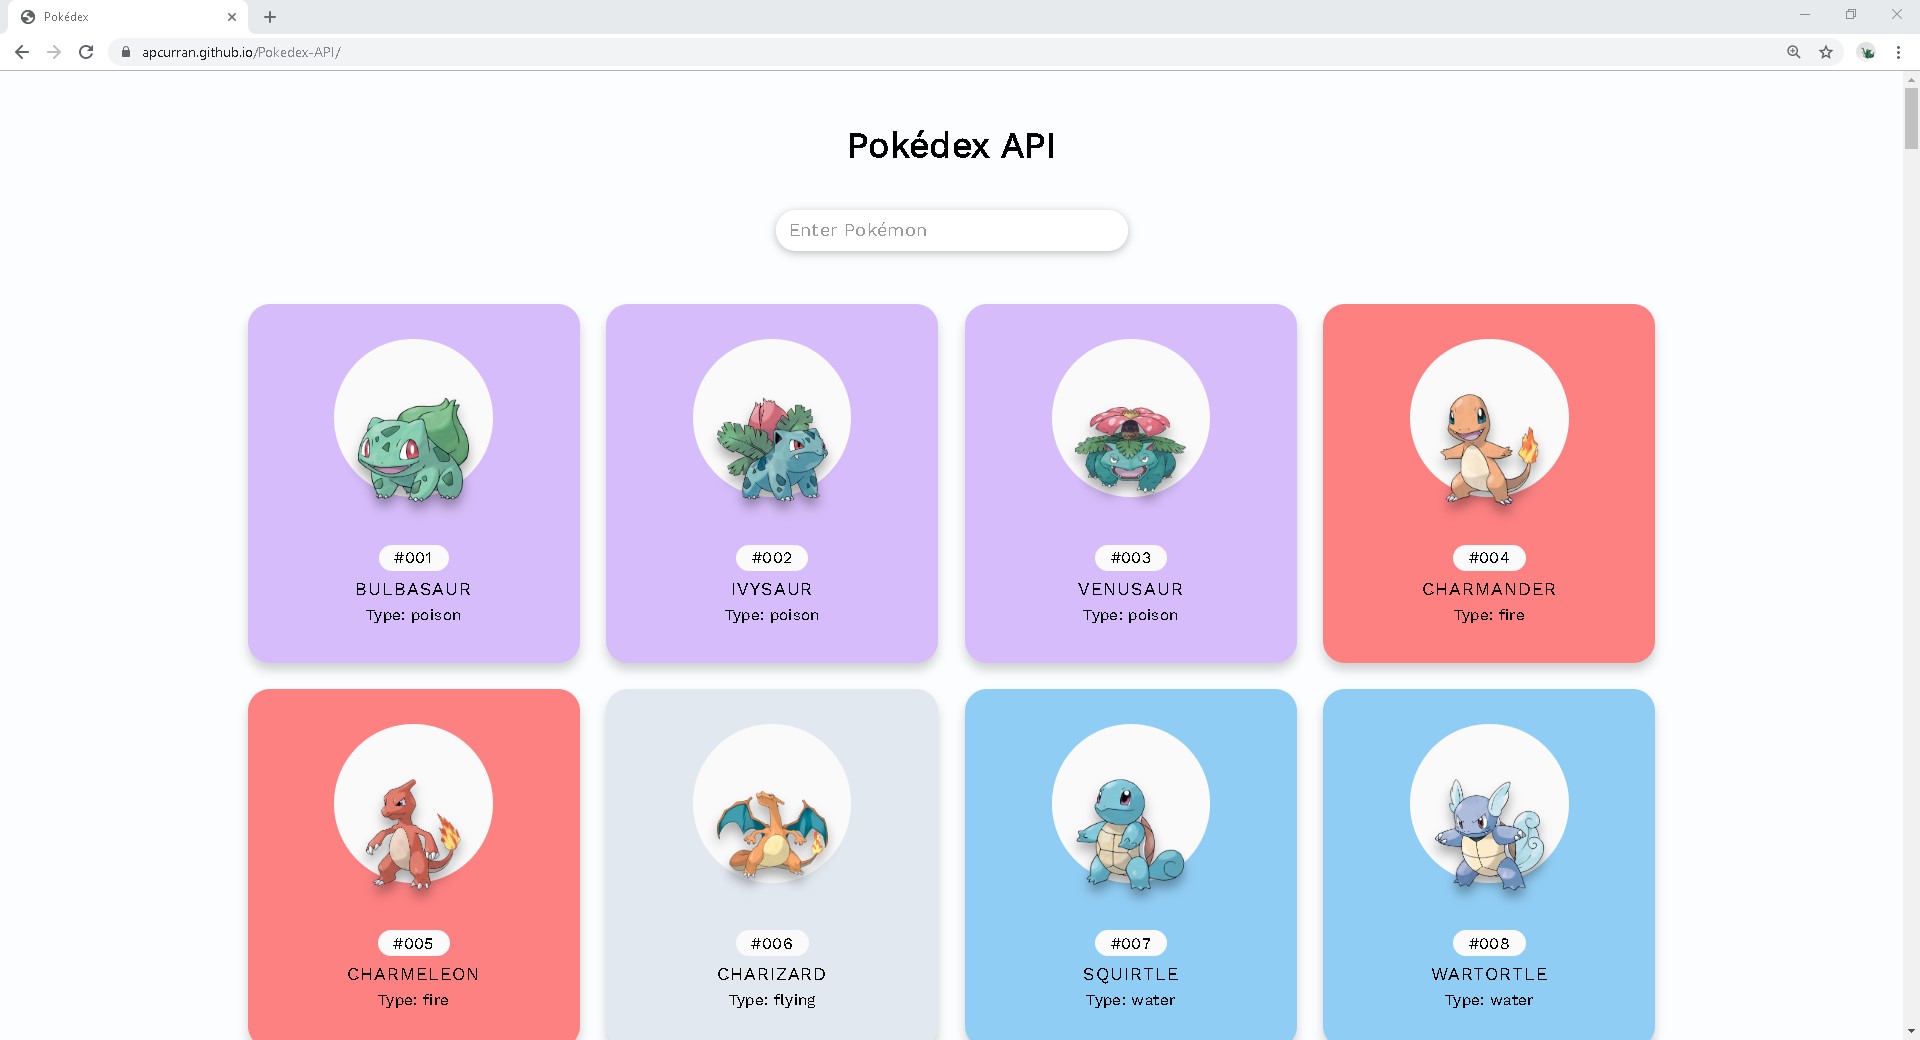 Pokédex
apcurran.github.io/Pokedex-API/
Pokédex API
Enter Pokémon
#001
BULBASAUR
Type: poison
#002
IVYSAUR
Type: poison
#003
VENUSAUR
Type: poison
#004
CHARMANDER
Type: fire
#005
CHARMELEON
Type: fire
#006
CHARIZARD
Type: flying
#007
SQUIRTLE
Type: water
#008
WARTORTLE
Type: water